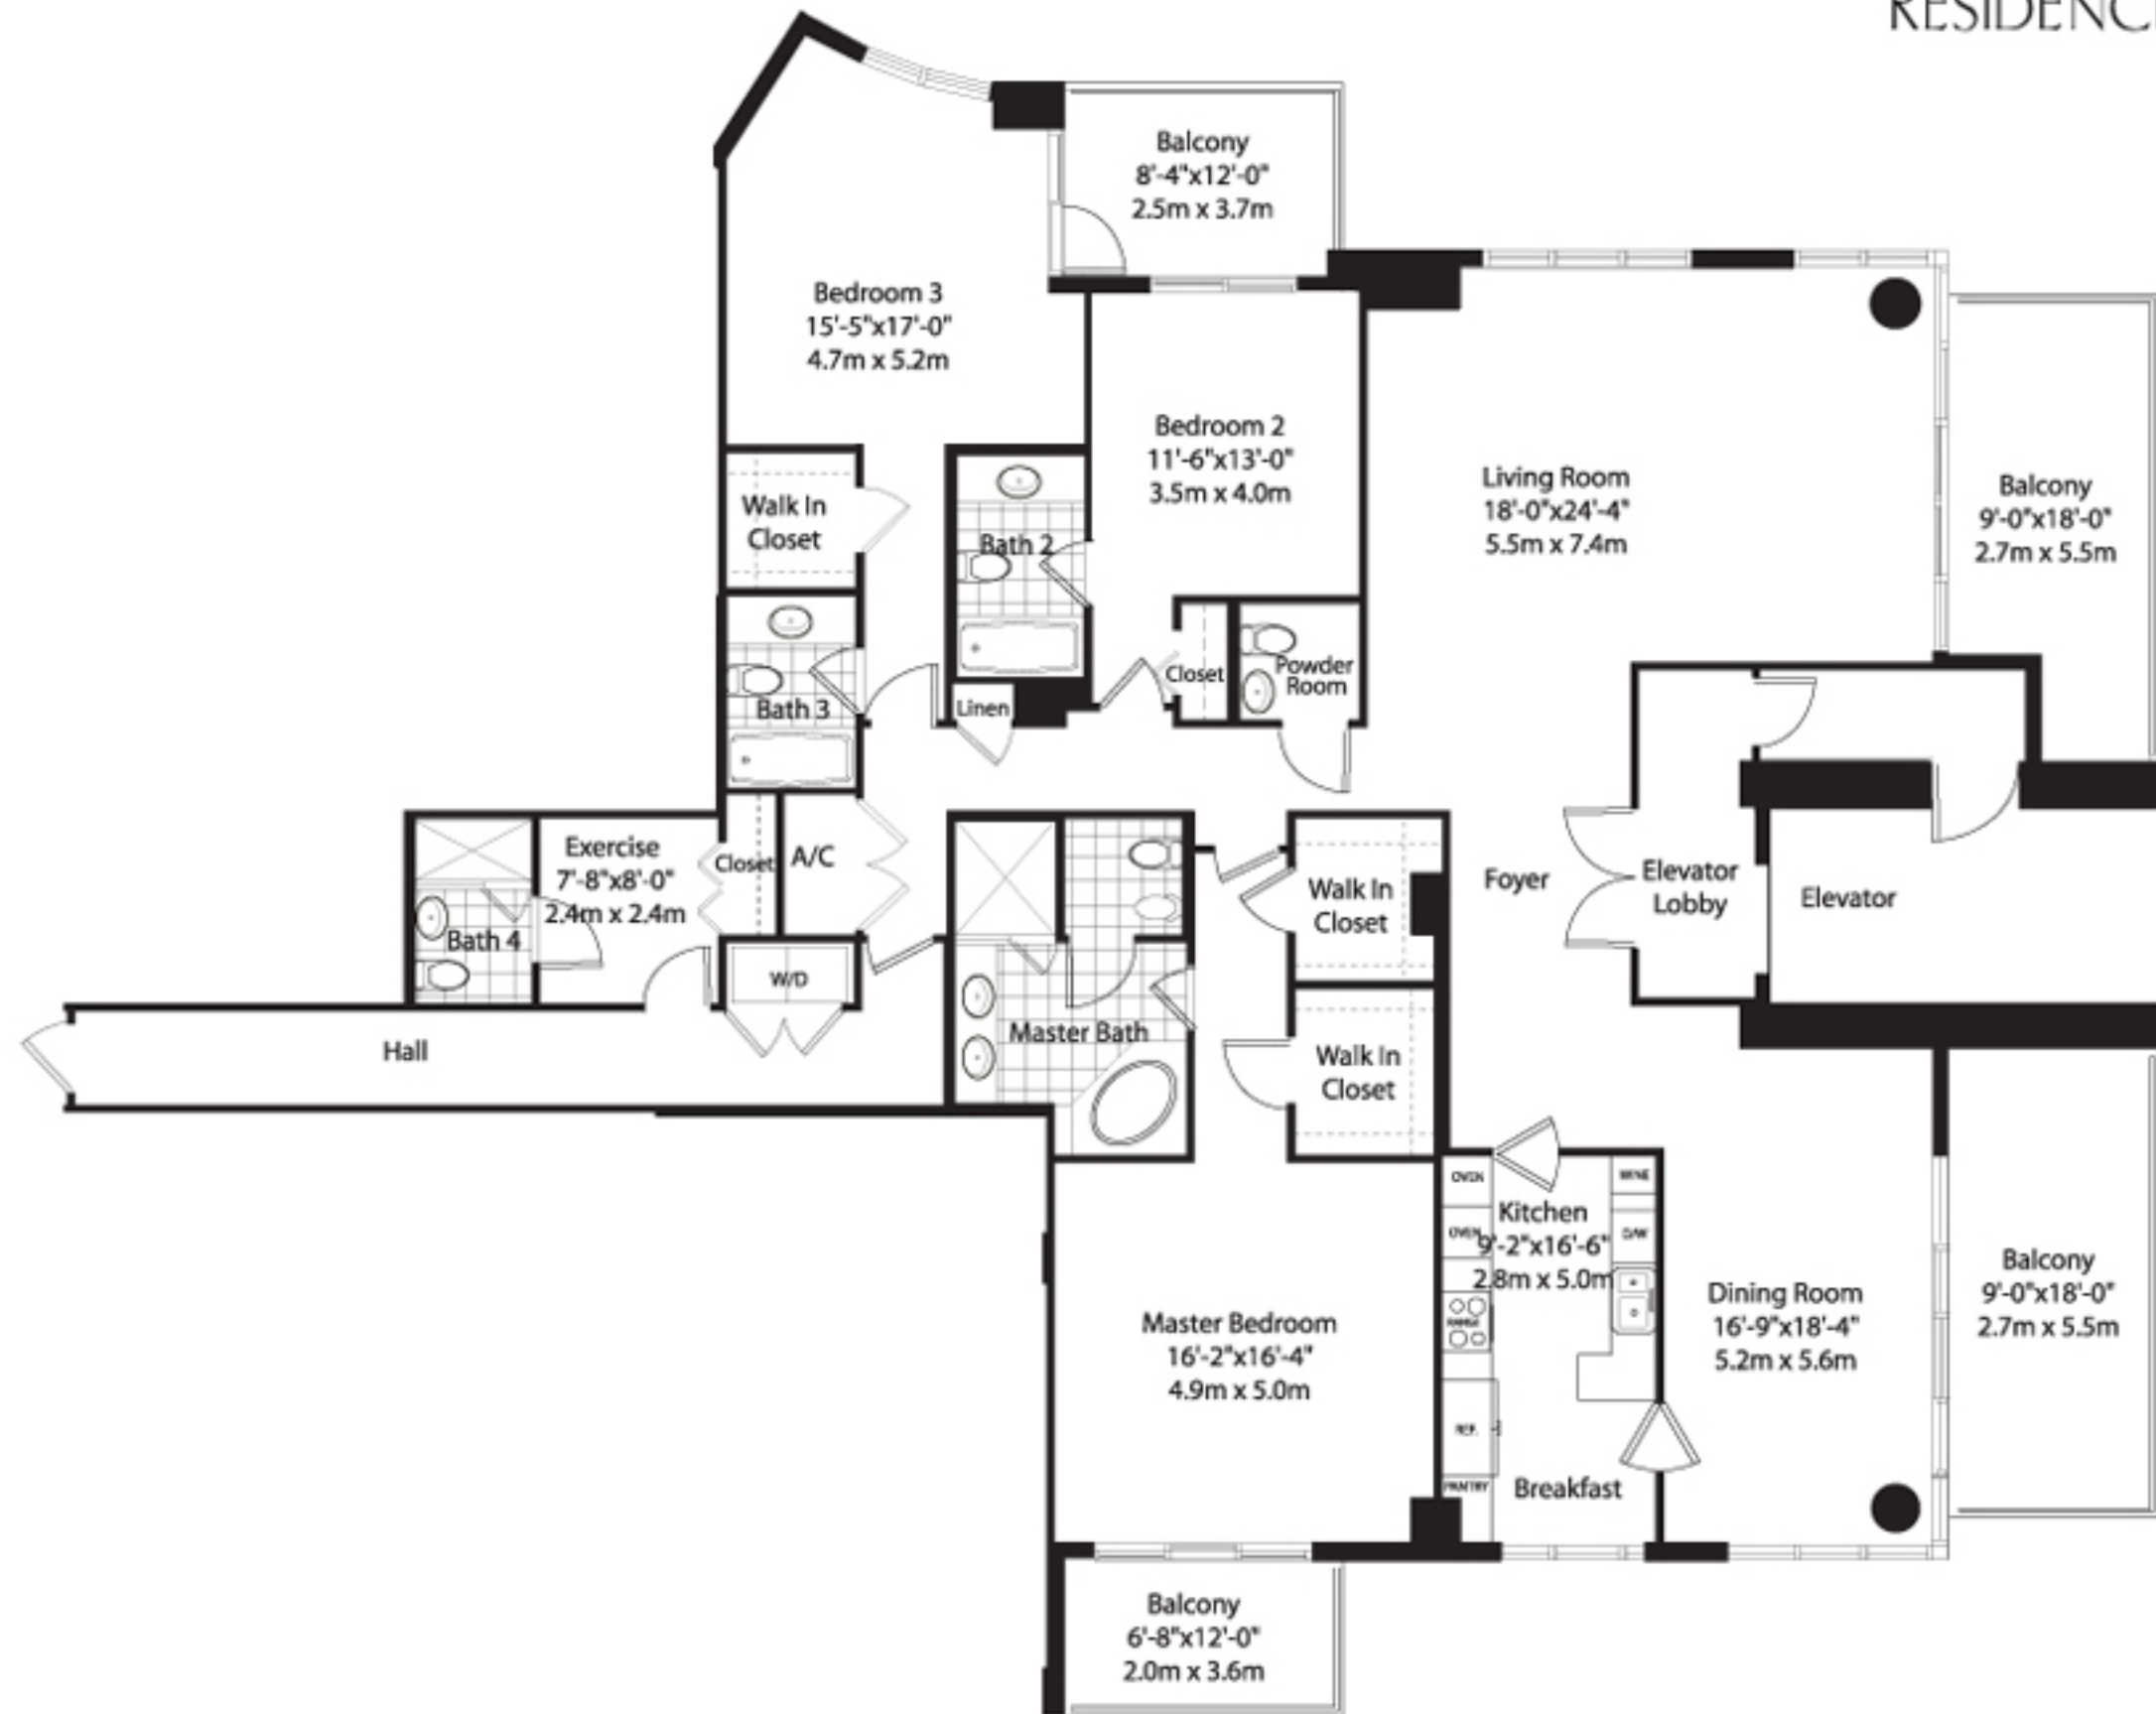 RESIDENC
Balcony
8'-4"x12'-0"
2.5m x 3.7m
Bedroom 3
15'-5"x17'-0"
4.7m x 5.2m
Bedroom 2
11'-6"x13'-0"
3.5m x 4.0m
Living Room
18'-0"x24'-4"
5.5m x 7.4m
Balcony
9'-0"x18'-0"
2.7m x 5.5m
Walk In
Closet
Bath 2
Closet
Powder
Room
Linen
Bath 3
Exercise
7'-8"x8'-0"
2.4m x 2.4m
Closet
A/C
Bath 4
W/D
Hall
Master Bath
Walk In
Closet
Walk In
Closet
Foyer
Elevator
Lobby
Elevator
OVEN
OVEN
WINE
D/W
Kitchen
9'-2"x16'-6"
2.8m x 5.0m
RANGE
REF.
PANTRY
Breakfast
Dining Room
16'-9"x18'-4"
5.2m x 5.6m
Balcony
9'-0"x18'-0"
2.7m x 5.5m
Master Bedroom
16'-2"x16'-4"
4.9m x 5.0m
Balcony
6'-8"x12'-0"
2.0m x 3.6m